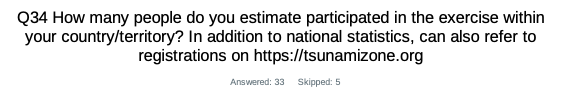 Q34 How many people do you estimate participated in the exercise within
your country/territory? In addition to national statistics, can also refer to
registrations on https://tsunamizone.org
Answered: 33 Skipped: 5